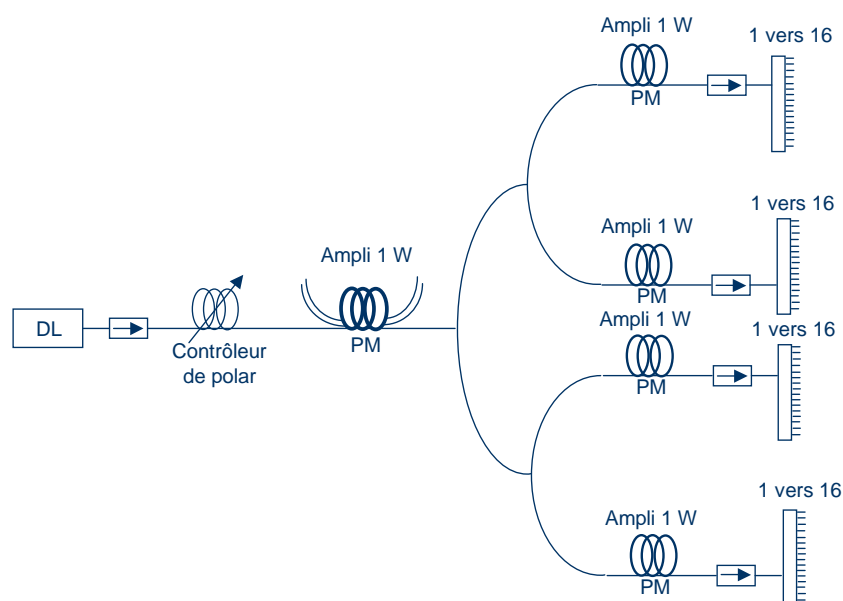 Ampli 1 W
1 vers 16
PM
1 vers 16
Ampli 1 W
PM
Ampli 1 W
DL
PM
Contrôleur
de polar
Ampli 1 W
1 vers 16
PM
1 vers 16
Ampli 1 W
PM